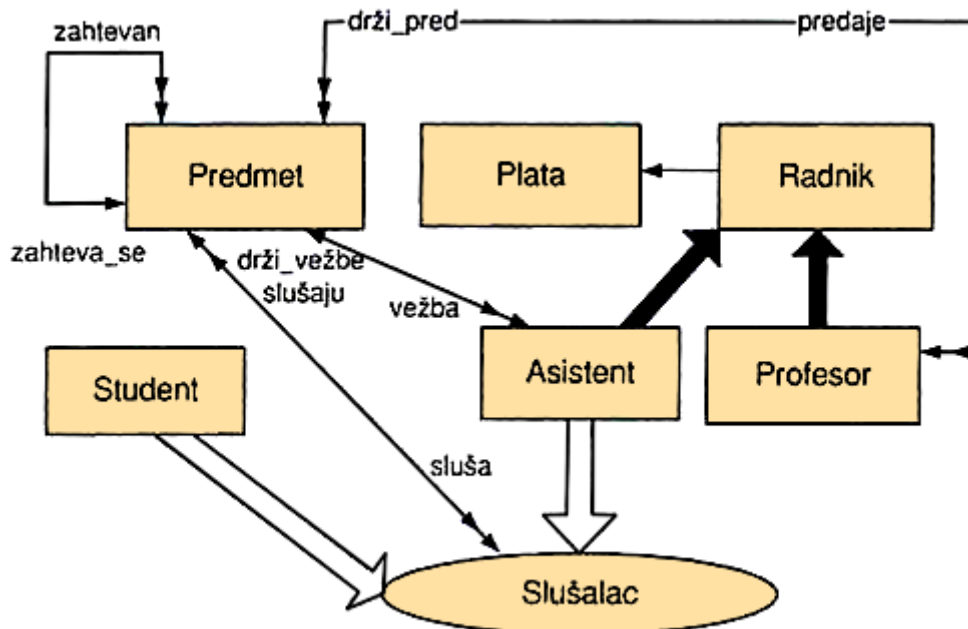 zahtevan
drži_pred
predaje
Predmet
Plata
Radnik
zahteva_se
drži_vežbe
slušaju
vežba
Student
Asistent
Profesor
sluša
Slušalac